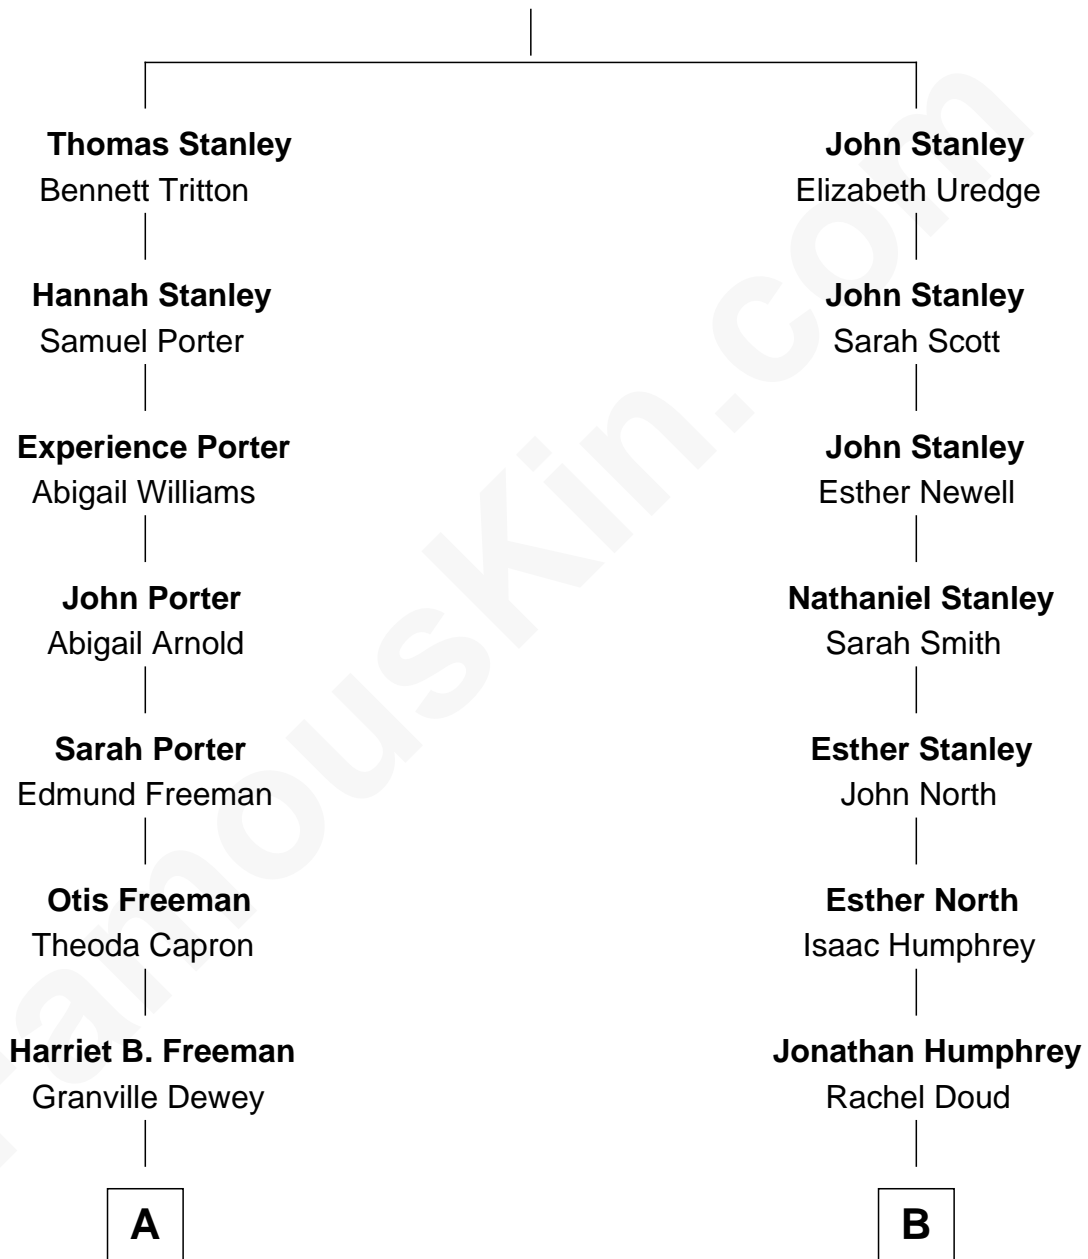 Thomas Stanley
Bennett Tritton
Hannah Stanley
Samuel Porter
Experience Porter
Abigail Williams
John Porter
Abigail Arnold
Sarah Porter
Edmund Freeman
Otis Freeman
Theoda Capron
Harriet B. Freeman
Granville Dewey
A
John Stanley
Elizabeth Uredge
John Stanley
Sarah Scott
John Stanley
Esther Newell
Nathaniel Stanley
Sarah Smith
Esther Stanley
John North
Esther North
Isaac Humphrey
Jonathan Humphrey
Rachel Doud
B
FamousKin.com